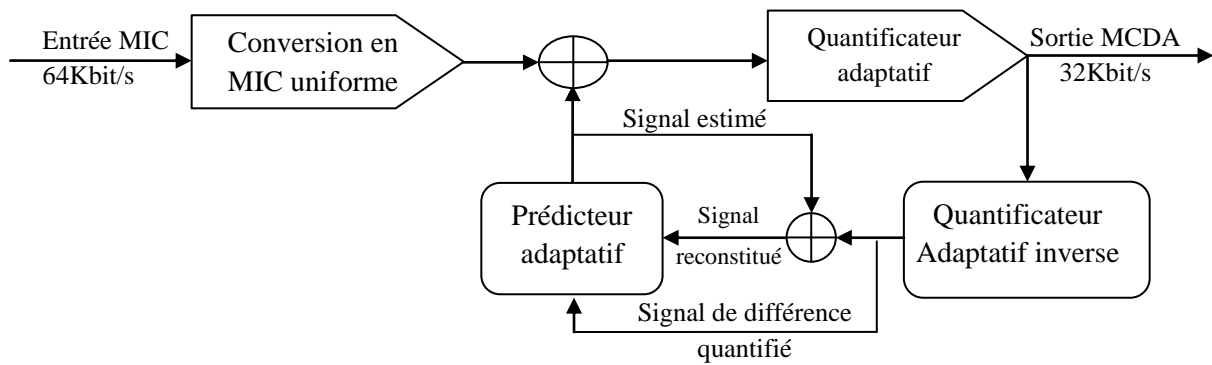 Entrée MIC
64Kbit/s
Conversion en
MIC uniforme
Quantificateur
adaptatif
Sortie MCDA
32Kbit/s
Signal estimé
Prédicteur
adaptatif
Signal
reconstitué
Quantificateur
Adaptatif inverse
Signal de différence
quantifié